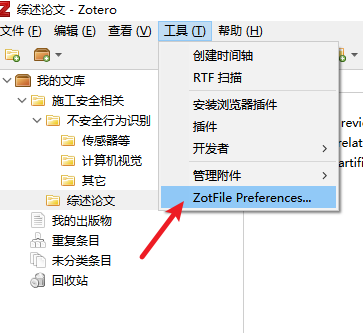 Z 综述论文 - Zotero
文件 (F) 编辑 (E) 查看 (V) 工具 (T) 帮助 (H)
创建时间轴
RTF 扫描
安装浏览器插件
插件
开发者
管理附件
ZotFile Preferences...
我的文库
施工安全相关
不安全行为识别
传感器等
计算机视觉
其它
综述论文
我的出版物
重复条目
未分类条目
回收站
previe
relat
artifi